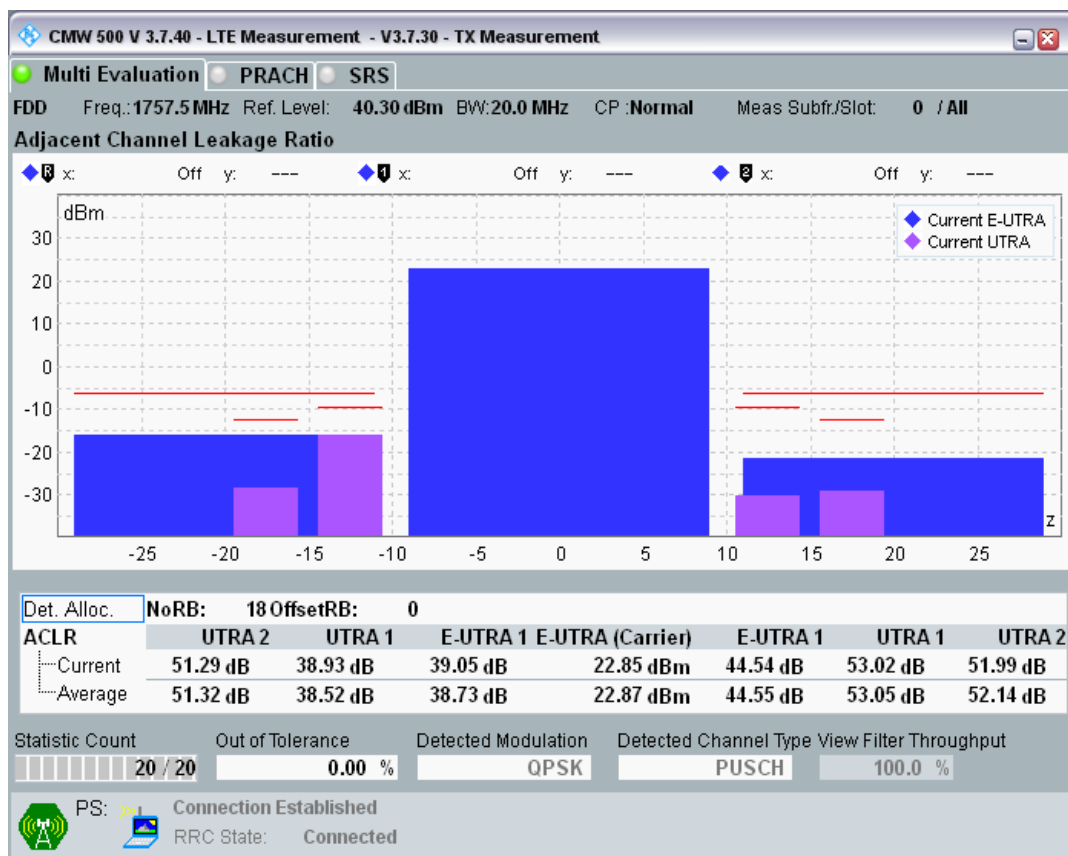 CMW 500 V 3.7.40 - LTE Measurement - V3.7.30 - TX Measurement
Multi Evaluation PRACH SRS
FDD Freq.:1757.5 MHz Ref. Level: 40.30 dBm BW:20.0 MHz CP :Normal Meas Subfr./Slot: 0 / All
Adjacent Channel Leakage Ratio
R x: Off y: --- 1 x: Off y: --- 2 x: Off y: ---
dBm
Current E-UTRA
Current UTRA
30
20
10
0
-10
-20
-30
z
-25 -20 -15 -10 -5 0 5 10 15 20 25
Det. Alloc. NoRB: 18 OffsetRB: 0
ACLR UTRA 2 UTRA 1 E-UTRA 1 E-UTRA (Carrier) E-UTRA 1 UTRA 1 UTRA 2
Current 51.29 dB 38.93 dB 39.05 dB 22.85 dBm 44.54 dB 53.02 dB 51.99 dB
Average 51.32 dB 38.52 dB 38.73 dB 22.87 dBm 44.55 dB 53.05 dB 52.14 dB
Statistic Count Out of Tolerance Detected Modulation Detected Channel Type View Filter Throughput
20 / 20 0.00 % QPSK PUSCH 100.0 %
PS: Connection Established
RRC State: Connected